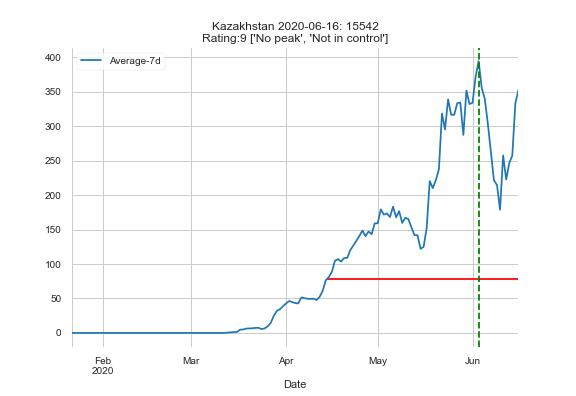 Kazakhstan 2020-06-16: 15542
Rating:9 ['No peak', 'Not in control']
Average-7d
400
350
300
250
200
150
100
50
0
Feb
2020
Mar
Apr
May
Jun
Date